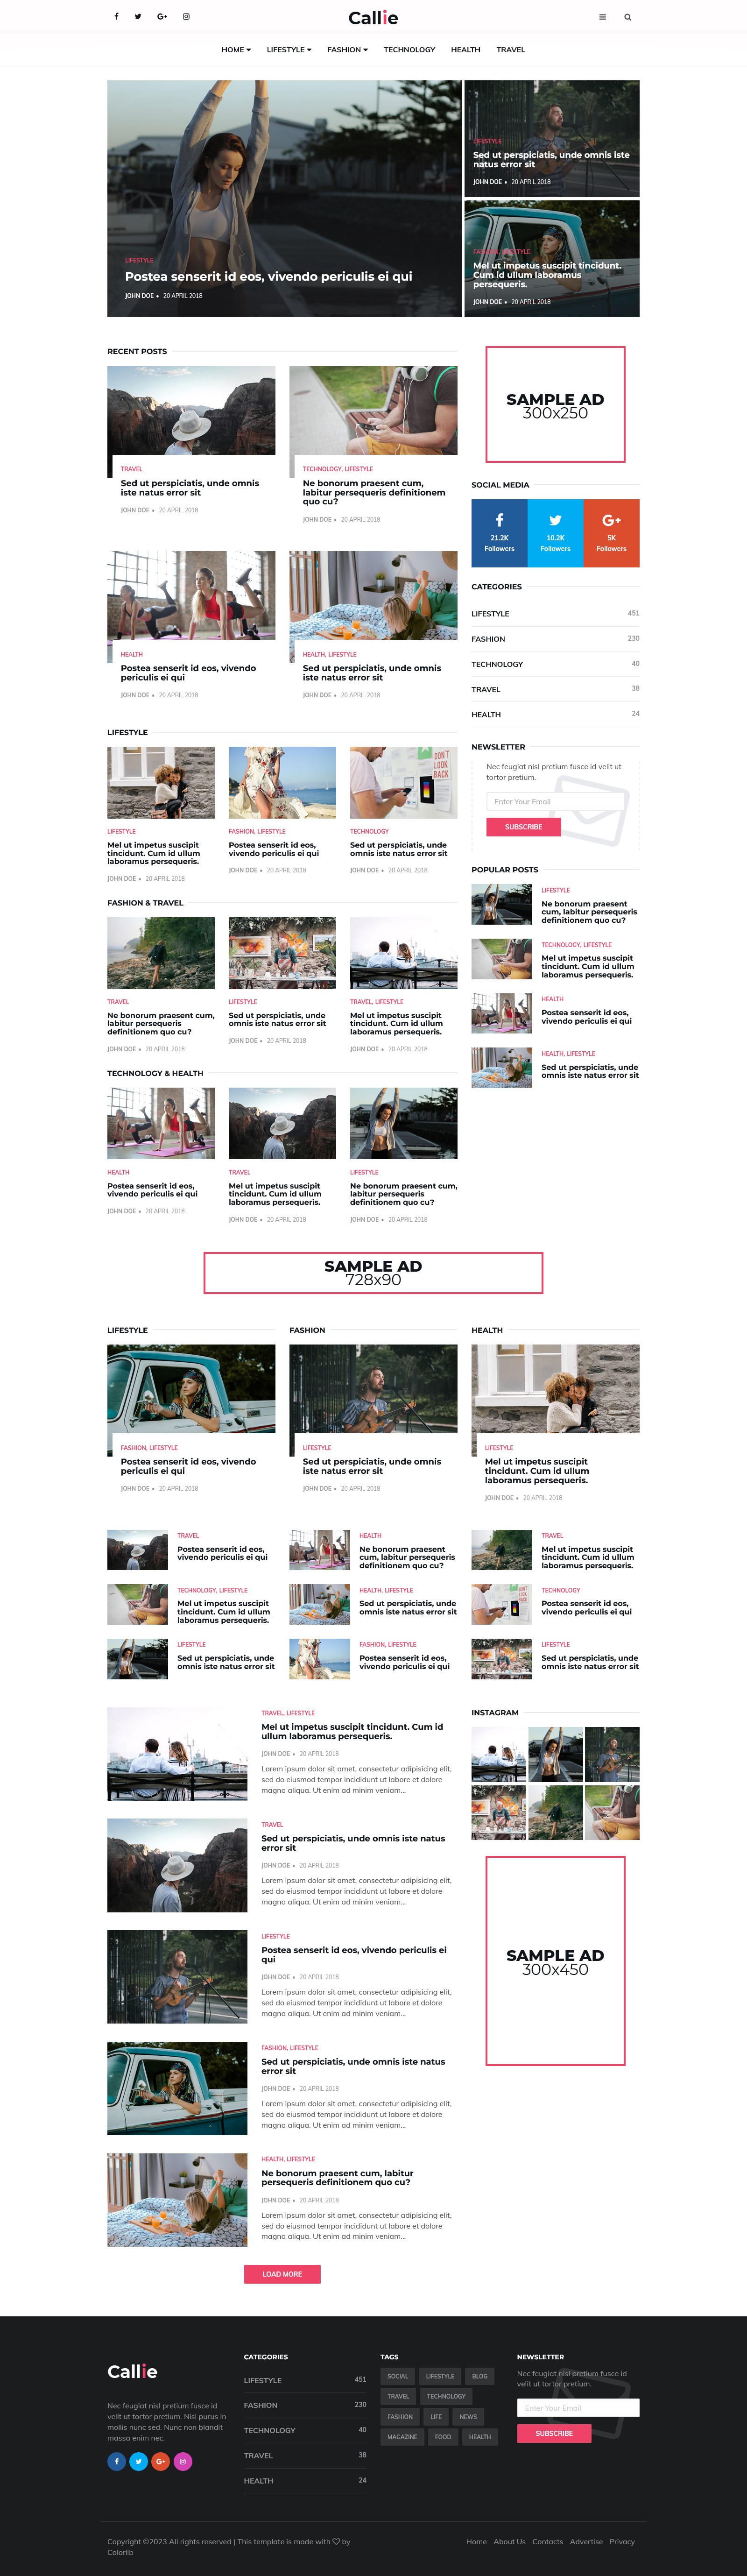 Callie
HOME
LIFESTYLE
FASHION
TECHNOLOGY
HEALTH
TRAVEL
LIFESTYLE
Postea senserit id eos, vivendo periculis ei qui
JOHN DOE 20 APRIL 2018
LIFESTYLE
Sed ut perspiciatis, unde omnis iste
natus error sit
JOHN DOE 20 APRIL 2018
FASHION, LIFESTYLE
Mel ut impetus suscipit tincidunt.
Cum id ullum laboramus
persequeris.
JOHN DOE 20 APRIL 2018
RECENT POSTS
TRAVEL
Sed ut perspiciatis, unde omnis
iste natus error sit
JOHN DOE 20 APRIL 2018
TECHNOLOGY, LIFESTYLE
Ne bonorum praesent cum,
labitur persequeris definitionem
quo cu?
JOHN DOE 20 APRIL 2018
HEALTH
Postea senserit id eos, vivendo
periculis ei qui
JOHN DOE 20 APRIL 2018
HEALTH, LIFESTYLE
Sed ut perspiciatis, unde omnis
iste natus error sit
JOHN DOE 20 APRIL 2018
LIFESTYLE
DON'T
LOOK
BACK
LIFESTYLE
Mel ut impetus suscipit
tincidunt. Cum id ullum
laboramus persequeris.
JOHN DOE 20 APRIL 2018
FASHION, LIFESTYLE
Postea senserit id eos,
vivendo periculis ei qui
JOHN DOE 20 APRIL 2018
TECHNOLOGY
Sed ut perspiciatis, unde
omnis iste natus error sit
JOHN DOE 20 APRIL 2018
FASHION & TRAVEL
TRAVEL
Ne bonorum praesent cum,
labitur persequeris
definitionem quo cu?
JOHN DOE 20 APRIL 2018
LIFESTYLE
Sed ut perspiciatis, unde
omnis iste natus error sit
JOHN DOE 20 APRIL 2018
TRAVEL, LIFESTYLE
Mel ut impetus suscipit
tincidunt. Cum id ullum
laboramus persequeris.
JOHN DOE 20 APRIL 2018
TECHNOLOGY & HEALTH
HEALTH
Postea senserit id eos,
vivendo periculis ei qui
JOHN DOE 20 APRIL 2018
TRAVEL
Mel ut impetus suscipit
tincidunt. Cum id ullum
laboramus persequeris.
JOHN DOE 20 APRIL 2018
LIFESTYLE
Ne bonorum praesent cum,
labitur persequeris
definitionem quo cu?
JOHN DOE 20 APRIL 2018
SAMPLE AD
300x250
SOCIAL MEDIA
21.2K
Followers
10.2K
Followers
5K
Followers
CATEGORIES
LIFESTYLE 451
FASHION 230
TECHNOLOGY 40
TRAVEL 38
HEALTH 24
NEWSLETTER
Nec feugiat nisl pretium fusce id velit ut
tortor pretium.
Enter Your Email
SUBSCRIBE
POPULAR POSTS
LIFESTYLE
Ne bonorum praesent
cum, labitur persequeris
definitionem quo cu?
TECHNOLOGY, LIFESTYLE
Mel ut impetus suscipit
tincidunt. Cum id ullum
laboramus persequeris.
HEALTH
Postea senserit id eos,
vivendo periculis ei qui
HEALTH, LIFESTYLE
Sed ut perspiciatis, unde
omnis iste natus error sit
SAMPLE AD
728x90
LIFESTYLE
FASHION, LIFESTYLE
Postea senserit id eos, vivendo
periculis ei qui
JOHN DOE 20 APRIL 2018
TRAVEL
Postea senserit id eos,
vivendo periculis ei qui
TECHNOLOGY, LIFESTYLE
Mel ut impetus suscipit
tincidunt. Cum id ullum
laboramus persequeris.
LIFESTYLE
Sed ut perspiciatis, unde
omnis iste natus error sit
FASHION
LIFESTYLE
Sed ut perspiciatis, unde omnis
iste natus error sit
JOHN DOE 20 APRIL 2018
HEALTH
Ne bonorum praesent
cum, labitur persequeris
definitionem quo cu?
HEALTH, LIFESTYLE
Sed ut perspiciatis, unde
omnis iste natus error sit
FASHION, LIFESTYLE
Postea senserit id eos,
vivendo periculis ei qui
HEALTH
LIFESTYLE
Mel ut impetus suscipit
tincidunt. Cum id ullum
laboramus persequeris.
JOHN DOE 20 APRIL 2018
TRAVEL
Mel ut impetus suscipit
tincidunt. Cum id ullum
laboramus persequeris.
TECHNOLOGY
Postea senserit id eos,
vivendo periculis ei qui
LIFESTYLE
Sed ut perspiciatis, unde
omnis iste natus error sit
TRAVEL, LIFESTYLE
Mel ut impetus suscipit tincidunt. Cum id
ullum laboramus persequeris.
JOHN DOE 20 APRIL 2018
Lorem ipsum dolor sit amet, consectetur adipisicing elit,
sed do eiusmod tempor incididunt ut labore et dolore
magna aliqua. Ut enim ad minim veniam...
TRAVEL
Sed ut perspiciatis, unde omnis iste natus
error sit
JOHN DOE 20 APRIL 2018
Lorem ipsum dolor sit amet, consectetur adipisicing elit,
sed do eiusmod tempor incididunt ut labore et dolore
magna aliqua. Ut enim ad minim veniam...
LIFESTYLE
Postea senserit id eos, vivendo periculis ei
qui
JOHN DOE 20 APRIL 2018
Lorem ipsum dolor sit amet, consectetur adipisicing elit,
sed do eiusmod tempor incididunt ut labore et dolore
magna aliqua. Ut enim ad minim veniam...
FASHION, LIFESTYLE
Sed ut perspiciatis, unde omnis iste natus
error sit
JOHN DOE 20 APRIL 2018
Lorem ipsum dolor sit amet, consectetur adipisicing elit,
sed do eiusmod tempor incididunt ut labore et dolore
magna aliqua. Ut enim ad minim veniam...
HEALTH, LIFESTYLE
Ne bonorum praesent cum, labitur
persequeris definitionem quo cu?
JOHN DOE 20 APRIL 2018
Lorem ipsum dolor sit amet, consectetur adipisicing elit,
sed do eiusmod tempor incididunt ut labore et dolore
magna aliqua. Ut enim ad minim veniam...
LOAD MORE
INSTAGRAM
SAMPLE AD
300x450
Callie
Nec feugiat nisl pretium fusce id
velit ut tortor pretium. Nisl purus in
mollis nunc sed. Nunc non blandit
massa enim nec.
CATEGORIES
LIFESTYLE 451
FASHION 230
TECHNOLOGY 40
TRAVEL 38
HEALTH 24
TAGS
SOCIAL LIFESTYLE BLOG
TRAVEL TECHNOLOGY
FASHION LIFE NEWS
MAGAZINE FOOD HEALTH
NEWSLETTER
Nec feugiat nisl pretium fusce id
velit ut tortor pretium.
Enter Your Email
SUBSCRIBE
Copyright ©2023 All rights reserved | This template is made with ♡ by
Colorlib
Home About Us Contacts Advertise Privacy